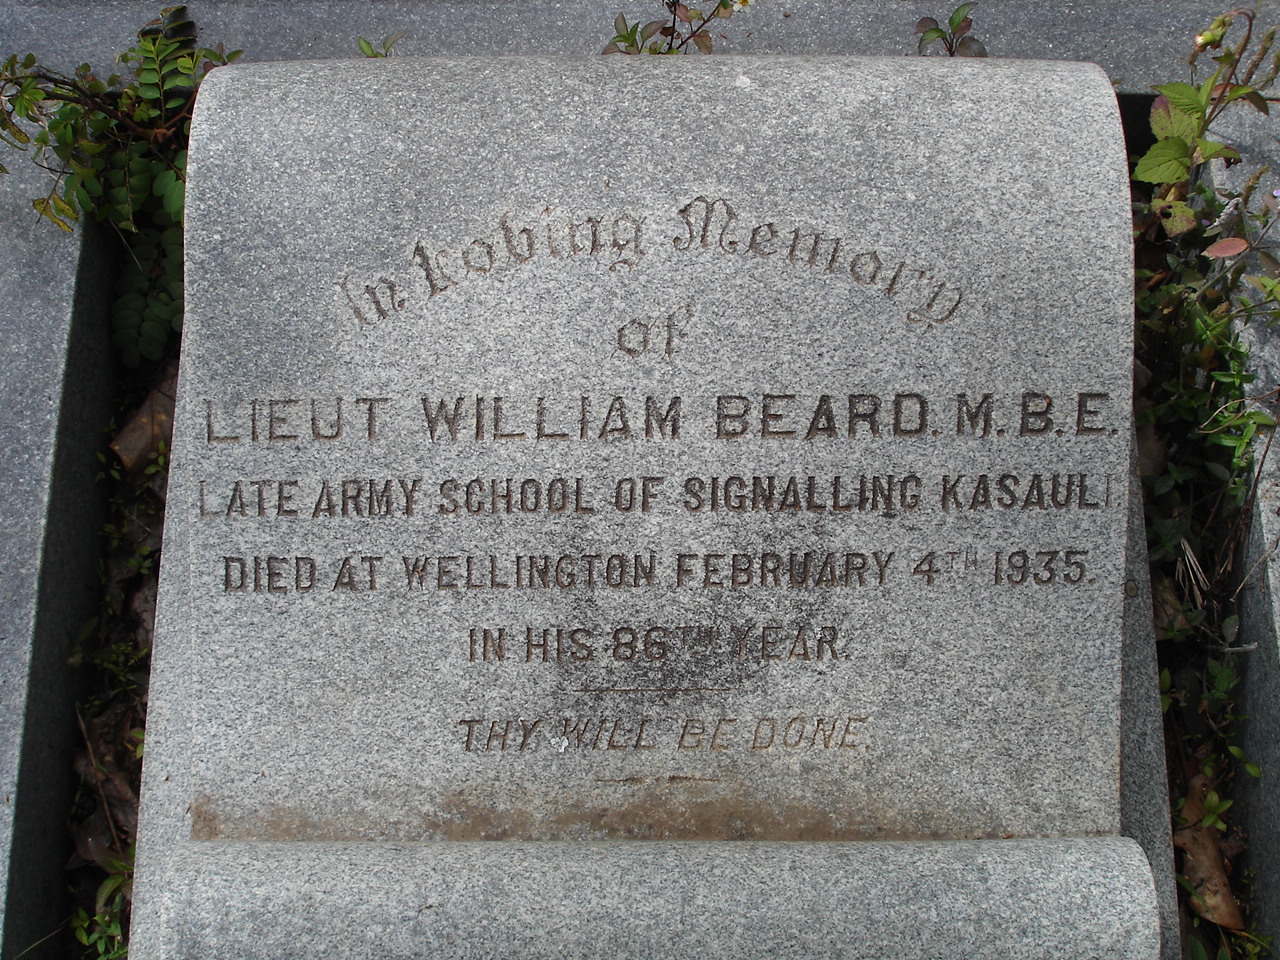 In Loving Memory
of
LIEUT WILLIAM BEARD. M.B.E.
LATE ARMY SCHOOL OF SIGNALLING KASAULI
DIED AT WELLINGTON FEBRUARY 4TH 1935.
IN HIS 86TH YEAR.
THY WILL BE DONE.